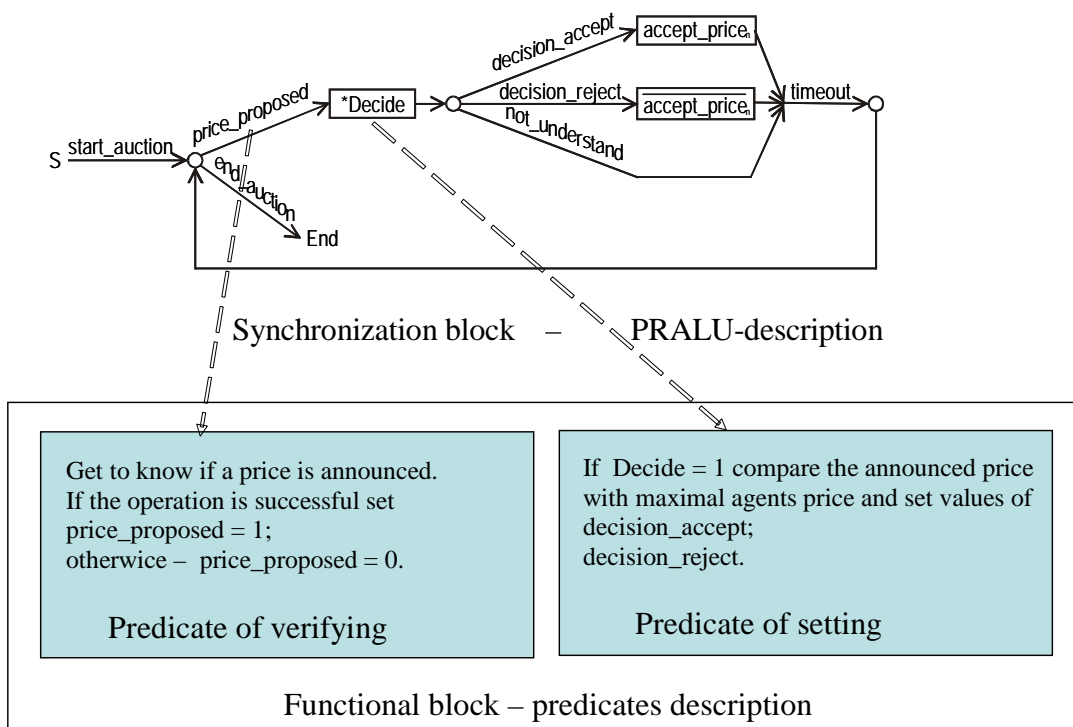 decision_accept
accept_priceₙ
price_proposed
*Decide
decision_reject
accept_priceₙ
timeout
not_understand
S
start_auction
end_auction
End
Synchronization block – PRALU-description
Get to know if a price is announced.
If the operation is successful set
price_proposed = 1;
otherwice – price_proposed = 0.
Predicate of verifying
If Decide = 1 compare the announced price
with maximal agents price and set values of
decision_accept;
decision_reject.
Predicate of setting
Functional block – predicates description